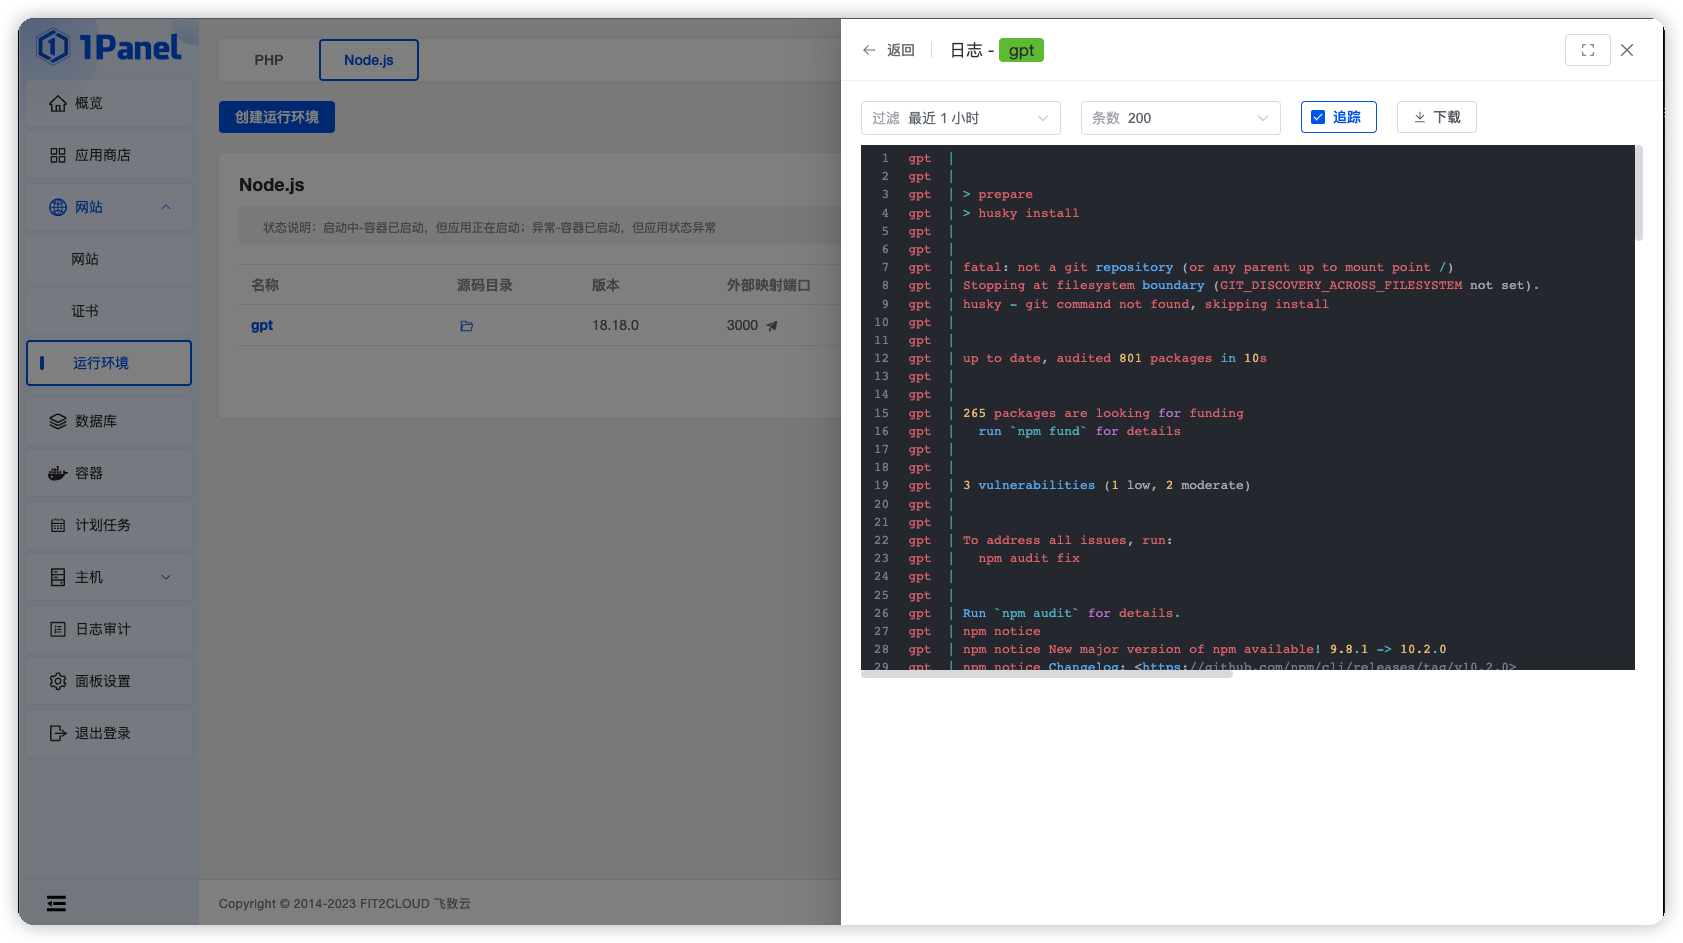 1Panel
概览
应用商店
网站
网站
证书
运行环境
数据库
容器
计划任务
主机
日志审计
面板设置
退出登录
PHP
Node.js
创建运行环境
Node.js
状态说明：启动中-容器已启动，但应用正在启动；异常-容器已启动，但应用状态异常
名称 源码目录 版本 外部映射端口
gpt 18.18.0 3000
Copyright © 2014-2023 FIT2CLOUD 飞致云
返回 日志 - gpt
过滤 最近 1 小时 条数 200 追踪 下载
1 gpt |
2 gpt |
3 gpt | > prepare
4 gpt | > husky install
5 gpt |
6 gpt |
7 gpt | fatal: not a git repository (or any parent up to mount point /)
8 gpt | Stopping at filesystem boundary (GIT_DISCOVERY_ACROSS_FILESYSTEM not set).
9 gpt | husky - git command not found, skipping install
10 gpt |
11 gpt |
12 gpt | up to date, audited 801 packages in 10s
13 gpt |
14 gpt |
15 gpt | 265 packages are looking for funding
16 gpt |   run `npm fund` for details
17 gpt |
18 gpt |
19 gpt | 3 vulnerabilities (1 low, 2 moderate)
20 gpt |
21 gpt |
22 gpt | To address all issues, run:
23 gpt |   npm audit fix
24 gpt |
25 gpt |
26 gpt | Run `npm audit` for details.
27 gpt | npm notice
28 gpt | npm notice New major version of npm available! 9.8.1 -> 10.2.0
29 gpt | npm notice Changelog: <https://github.com/npm/cli/releases/tag/v10.2.0>